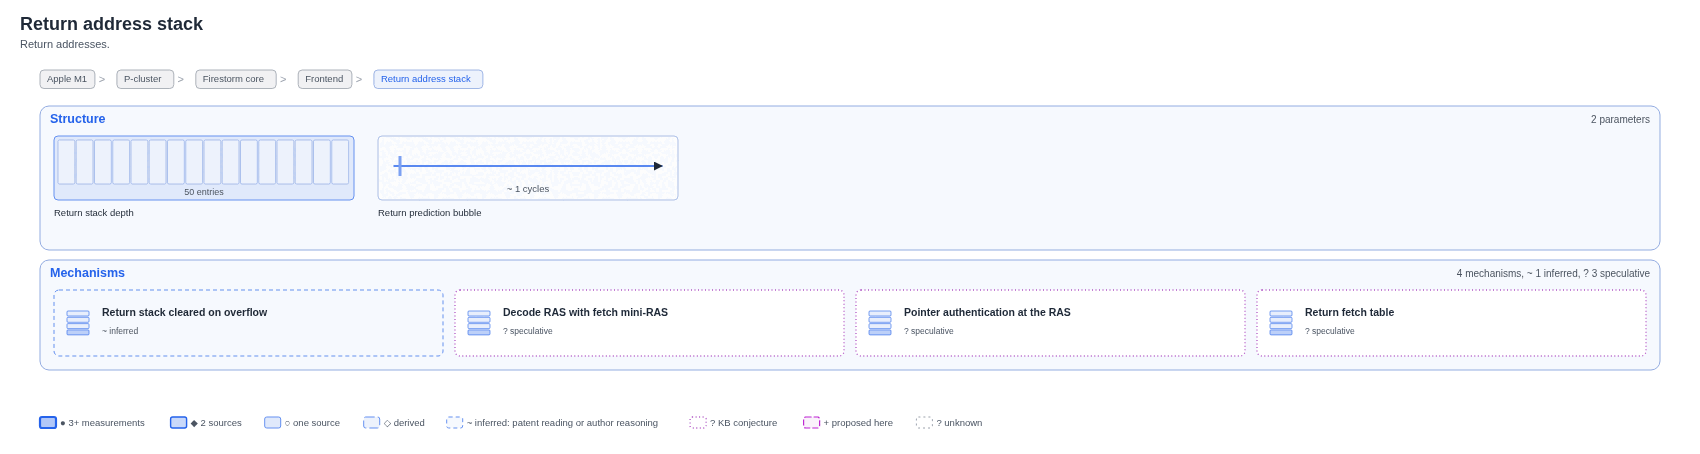 Return address stack
Return addresses.
Apple M1 > P-cluster > Firestorm core > Frontend > Return address stack
Structure
2 parameters
50 entries
~ 1 cycles
Return stack depth
Return prediction bubble
Mechanisms
4 mechanisms, ~ 1 inferred, ? 3 speculative
Return stack cleared on overflow
~ inferred
Decode RAS with fetch mini-RAS
? speculative
Pointer authentication at the RAS
? speculative
Return fetch table
? speculative
● 3+ measurements ◆ 2 sources ○ one source ◇ derived ~ inferred: patent reading or author reasoning ? KB conjecture + proposed here ? unknown